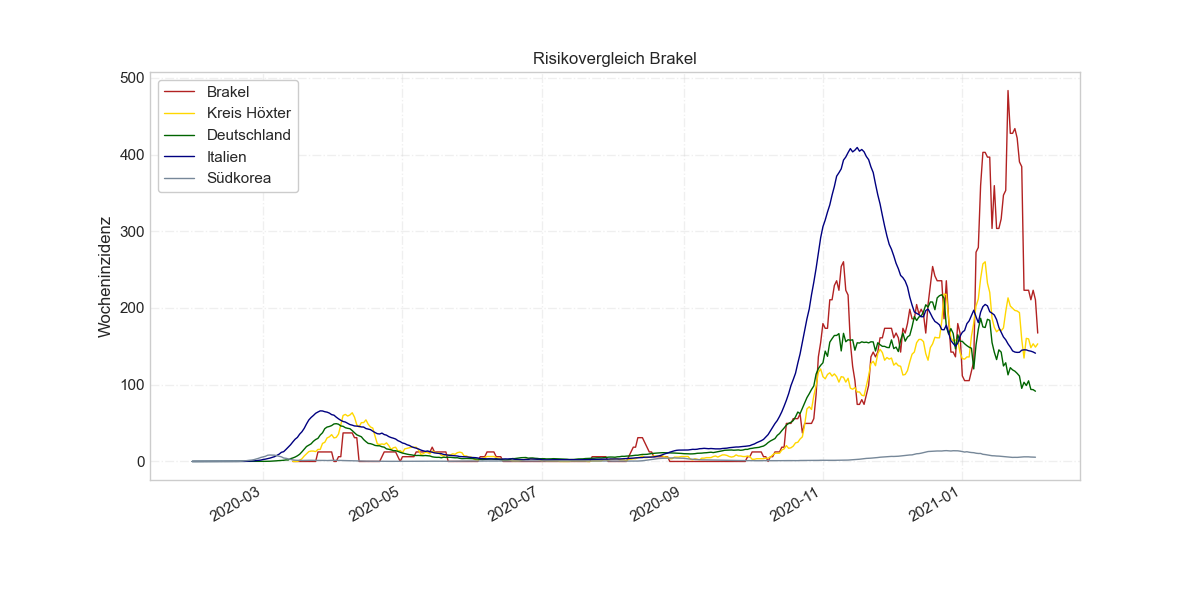 Risikovergleich Brakel
Wocheninzidenz
500
400
300
200
100
0
Brakel
Kreis Höxter
Deutschland
Italien
Südkorea
2020-03
2020-05
2020-07
2020-09
2020-11
2021-01